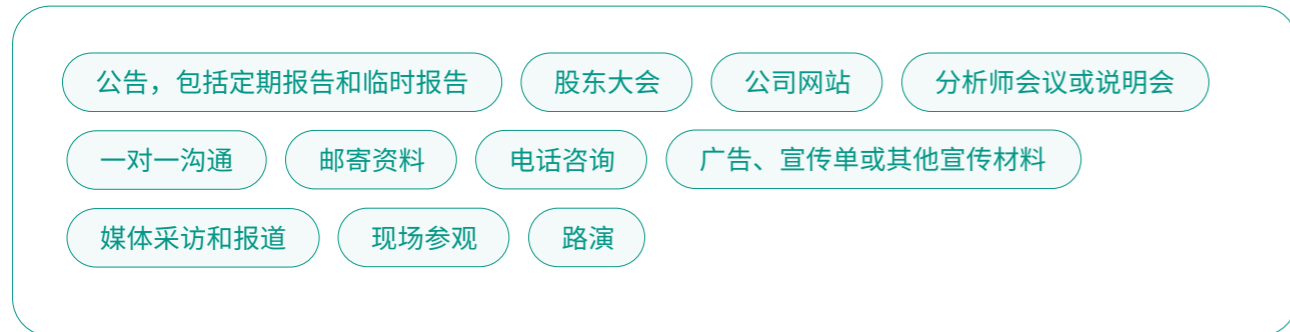 公告，包括定期报告和临时报告 股东大会 公司网站 分析师会议或说明会
一对一沟通 邮寄资料 电话咨询 广告、宣传单或其他宣传材料
媒体采访和报道 现场参观 路演